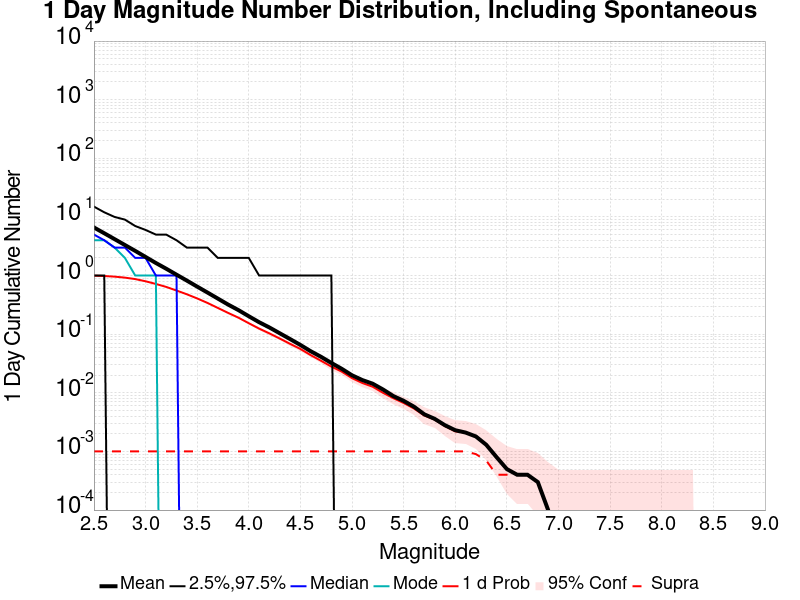 1 Day Magnitude Number Distribution, Including Spontaneous
10 4
10 3
10 2
10 1
10 0
10 -1
10 -2
10 -3
10 -4
1 Day Cumulative Number
2.5 3.0 3.5 4.0 4.5 5.0 5.5 6.0 6.5 7.0 7.5 8.0 8.5 9.0
Magnitude
Mean 2.5%,97.5% Median Mode 1 d Prob 95% Conf Supra